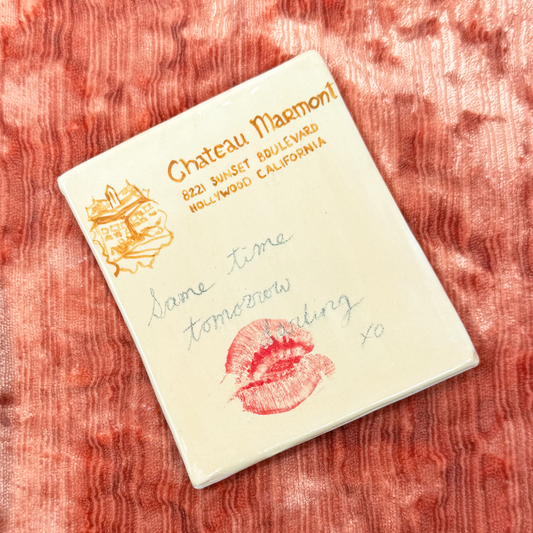 Chateau Marmont
8221 SUNSET BOULEVARD
HOLLYWOOD CALIFORNIA
Same time
tomorrow
darling
xo